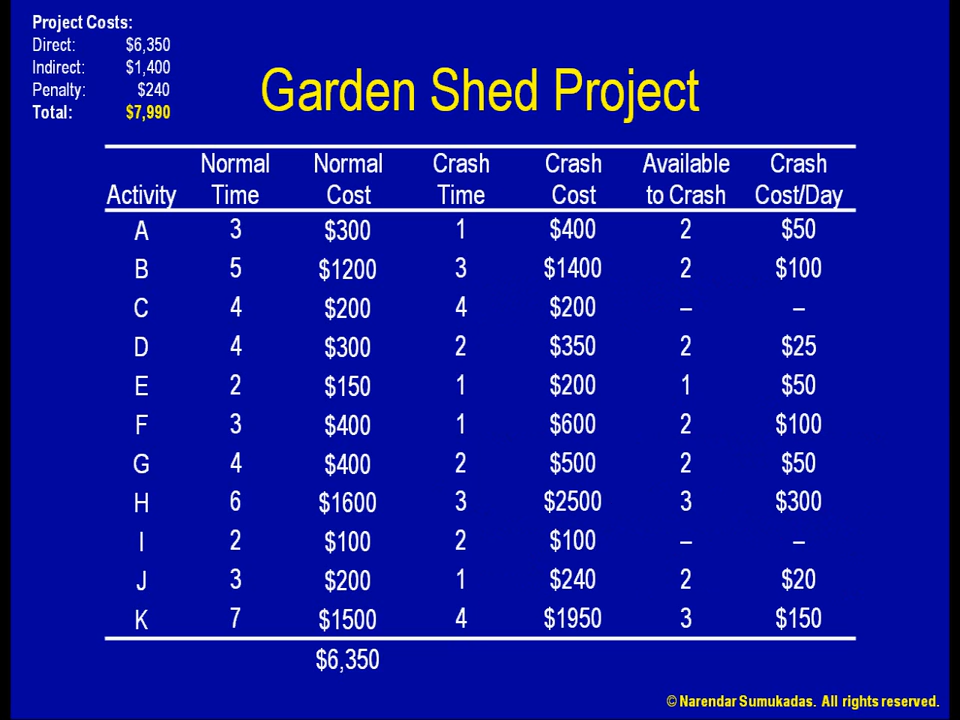 Project Costs:
Direct: $6,350
Indirect: $1,400
Penalty: $240
Total: $7,990
Garden Shed Project
Normal Normal Crash Crash Available Crash
Activity Time Cost Time Cost to Crash Cost/Day
A 3 $300 1 $400 2 $50
B 5 $1200 3 $1400 2 $100
C 4 $200 4 $200 – –
D 4 $300 2 $350 2 $25
E 2 $150 1 $200 1 $50
F 3 $400 1 $600 2 $100
G 4 $400 2 $500 2 $50
H 6 $1600 3 $2500 3 $300
I 2 $100 2 $100 – –
J 3 $200 1 $240 2 $20
K 7 $1500 4 $1950 3 $150
$6,350
© Narendar Sumukadas. All rights reserved.